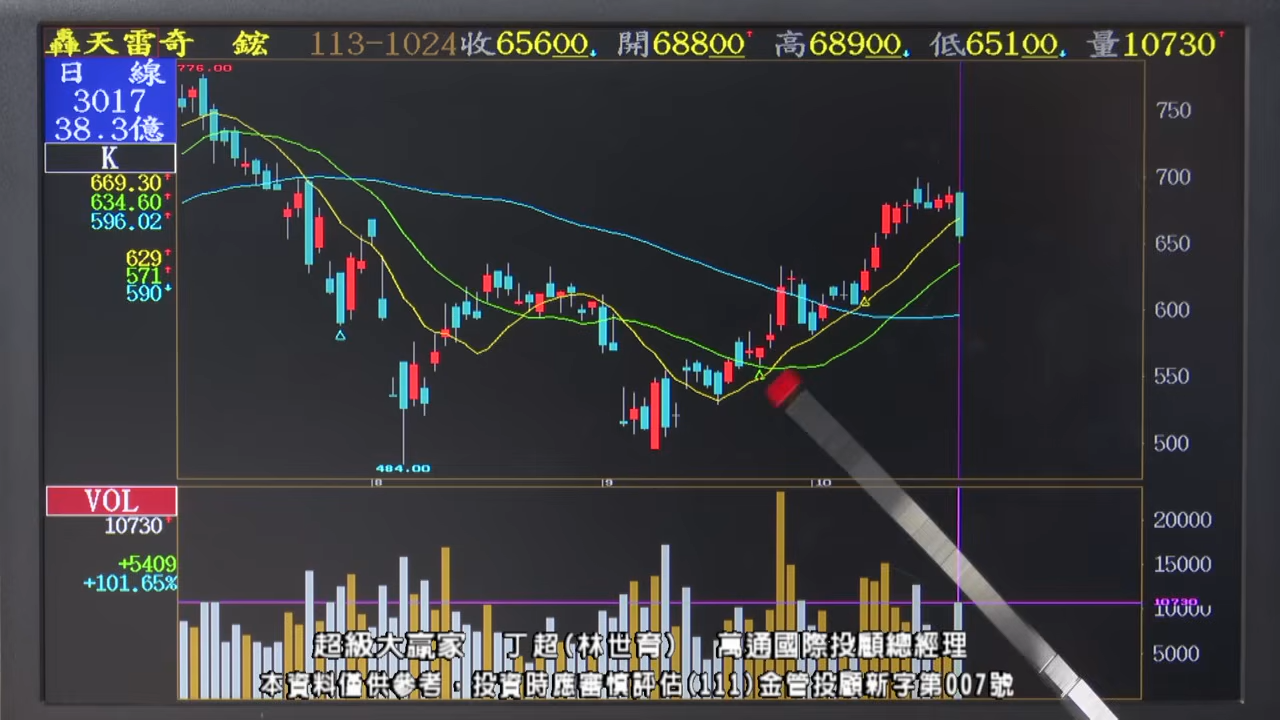 轟天雷奇 鋐 113-1024收65600↓ 開68800↑ 高68900↓ 低65100↓ 量10730↑
日 線
3017
38.3億
K
669.30↑
634.60↑
596.02↑
629↑
571↑
590↓
776.00
750
700
650
600
550
500
484.00
8 9 10
VOL
10730↑
+5409
+101.65%
20000
15000
10730
10000
5000
超級大贏家 丁超(林世育) 萬通國際投顧總經理
本資料僅供參考，投資時應審慎評估(111)金管投顧新字第007號